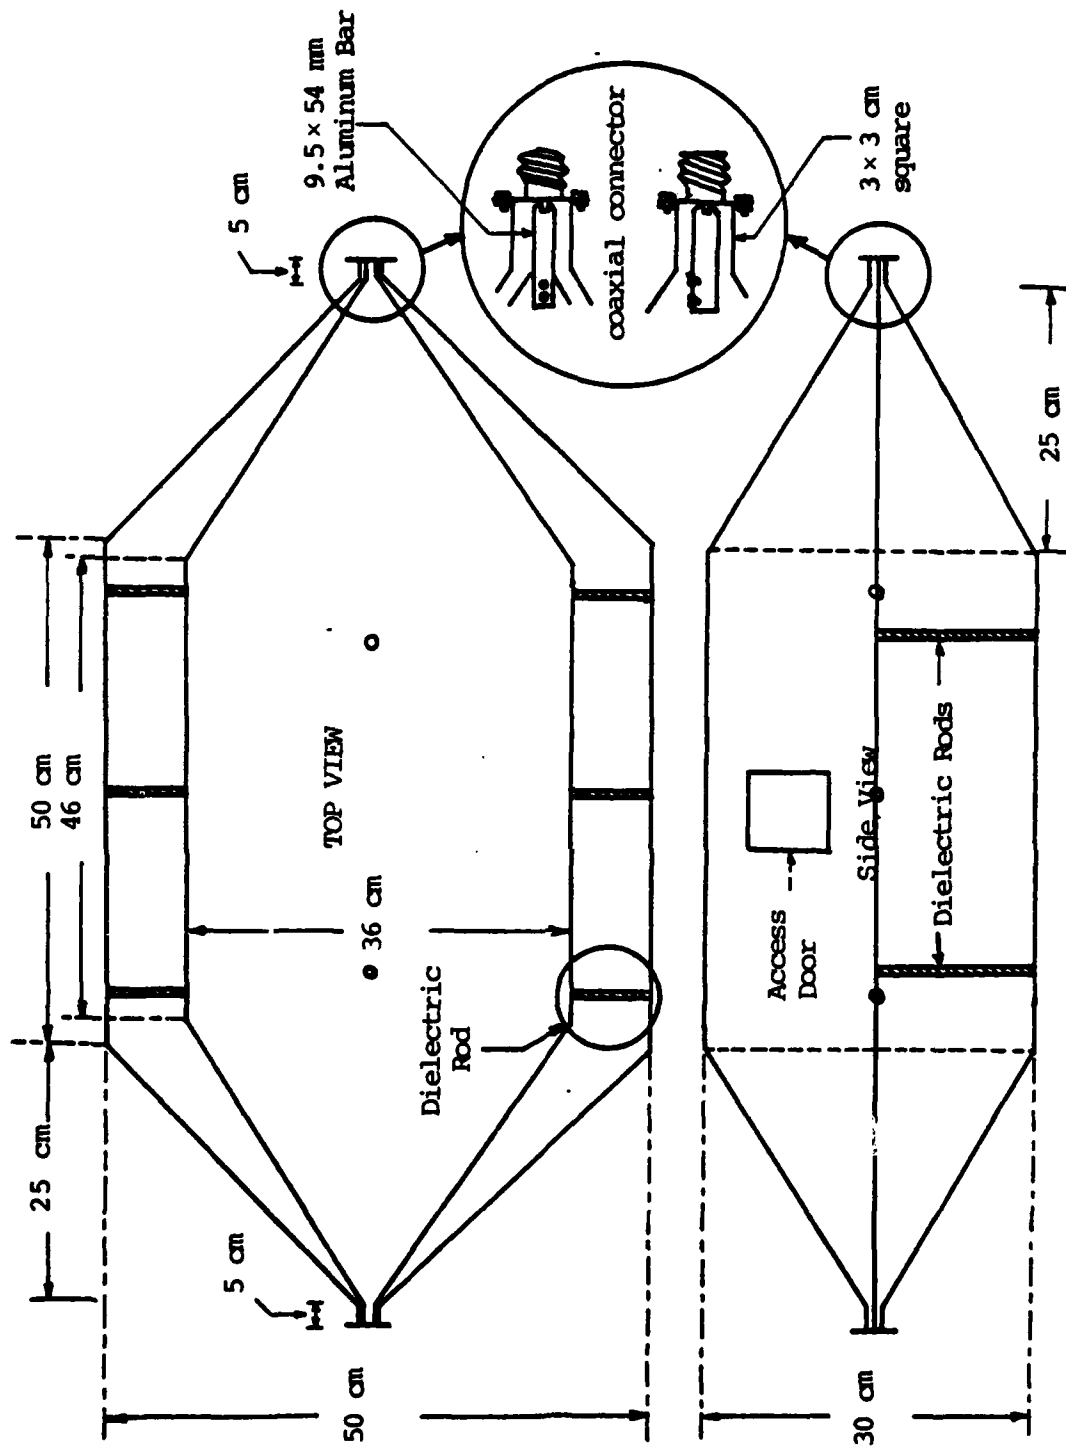 50 cm
46 cm
25 cm
5 cm
5 cm
9.5 × 54 mm
Aluminum Bar
TOP VIEW
36 cm
Dielectric
Rod
coaxial connector
3 × 3 cm
square
50 cm
Access
Door
Side View
Dielectric Rods
25 cm
30 cm